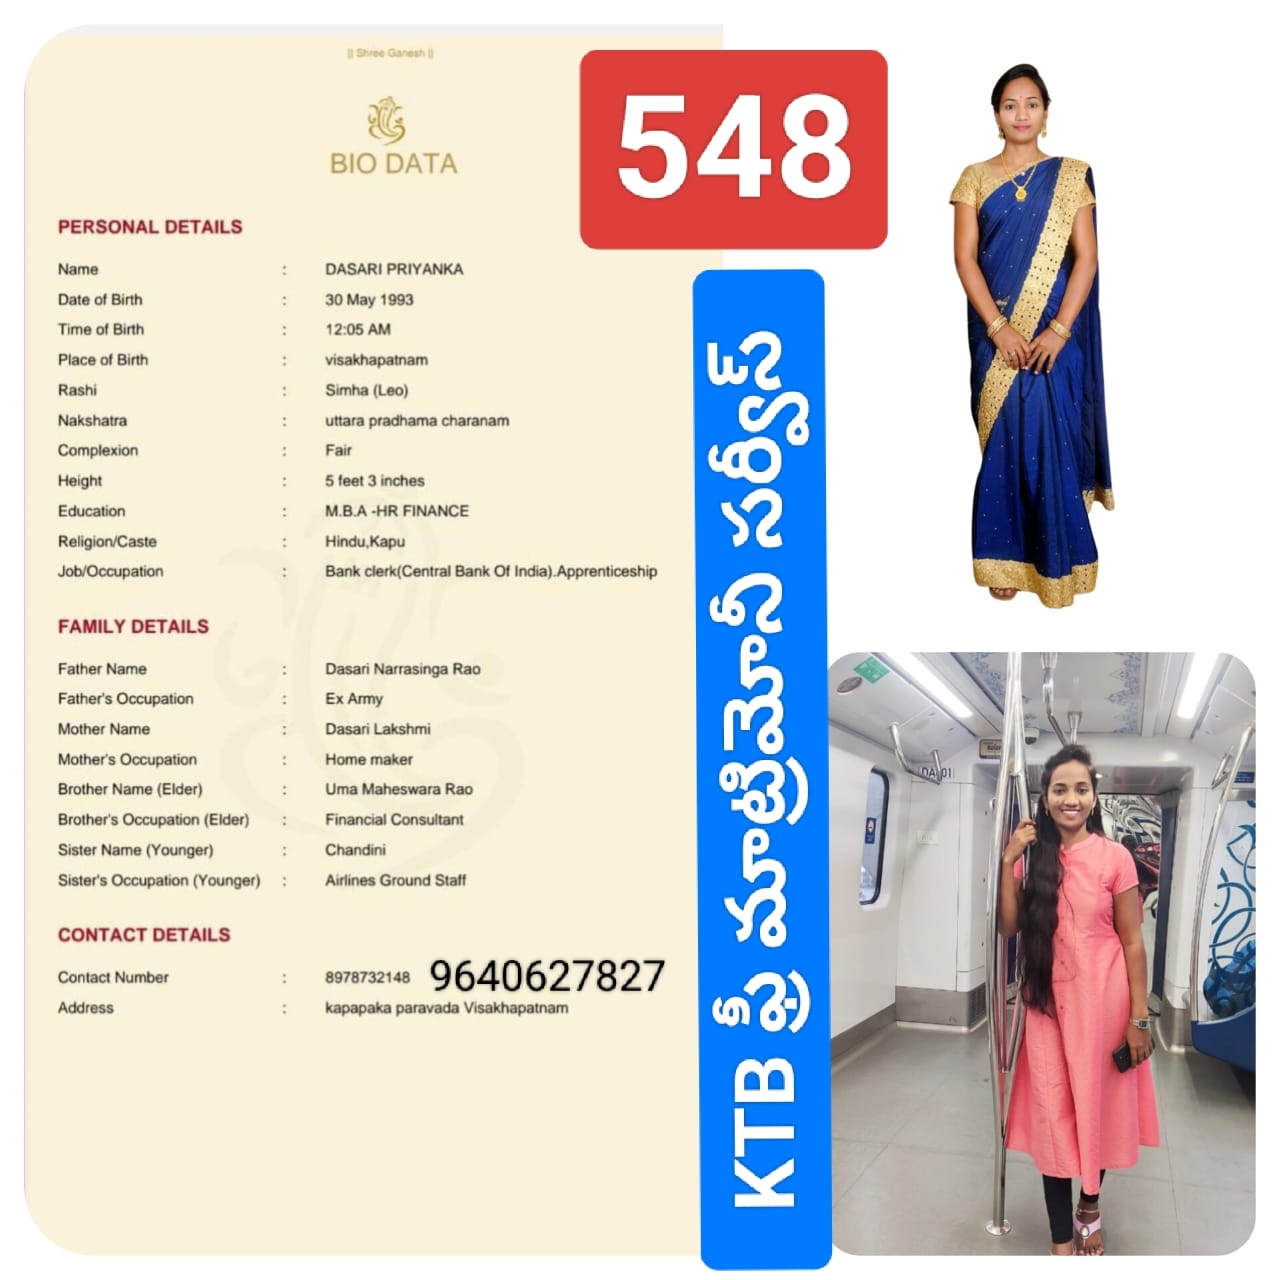 || Shree Ganesh ||
BIO DATA
548
PERSONAL DETAILS
Name : DASARI PRIYANKA
Date of Birth : 30 May 1993
Time of Birth : 12:05 AM
Place of Birth : visakhapatnam
Rashi : Simha (Leo)
Nakshatra : uttara pradhama charanam
Complexion : Fair
Height : 5 feet 3 inches
Education : M.B.A -HR FINANCE
Religion/Caste : Hindu,Kapu
Job/Occupation : Bank clerk(Central Bank Of India).Apprenticeship
FAMILY DETAILS
Father Name : Dasari Narrasinga Rao
Father's Occupation : Ex Army
Mother Name : Dasari Lakshmi
Mother's Occupation : Home maker
Brother Name (Elder) : Uma Maheswara Rao
Brother's Occupation (Elder) : Financial Consultant
Sister Name (Younger) : Chandini
Sister's Occupation (Younger) : Airlines Ground Staff
CONTACT DETAILS
Contact Number : 8978732148 9640627827
Address : kapapaka paravada Visakhapatnam
KTB ఫ్రీ మాట్రిమోనీ సర్వీస్
DA 01